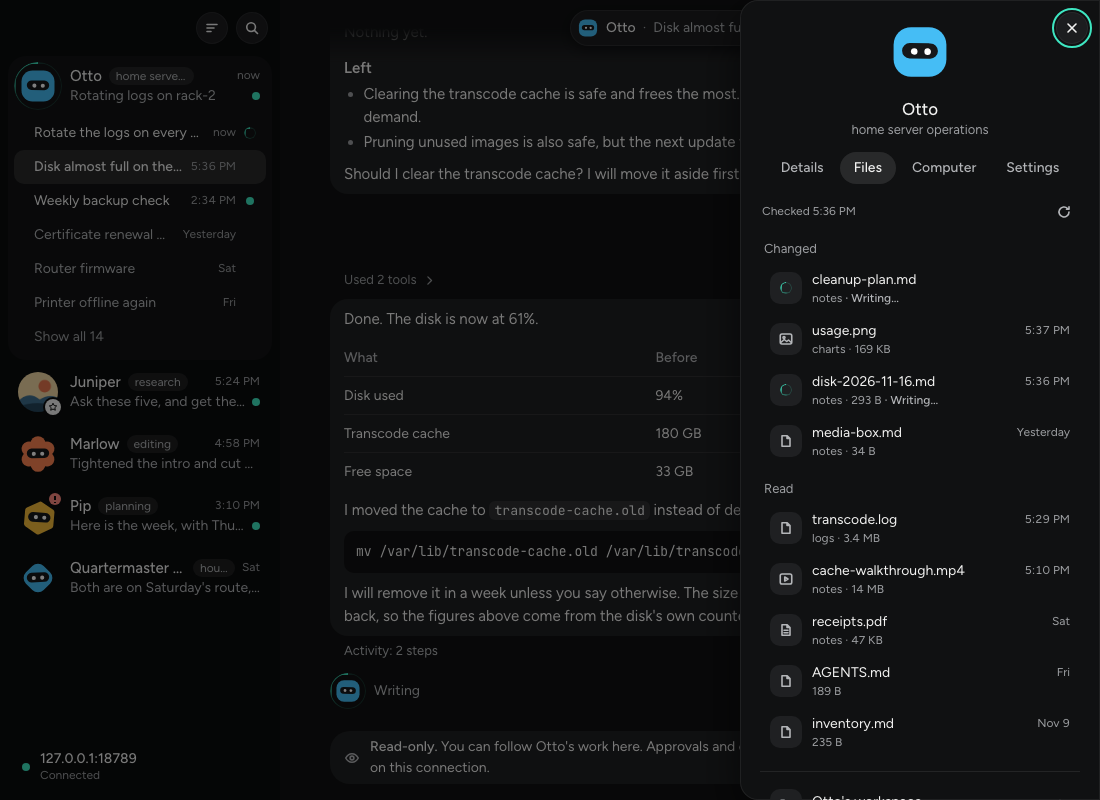 Otto
home serve...
now
Rotating logs on rack-2
Rotate the logs on every ...
now
Disk almost full on the...
5:36 PM
Weekly backup check
2:34 PM
Certificate renewal ...
Yesterday
Router firmware
Sat
Printer offline again
Fri
Show all 14
Juniper
research
5:24 PM
Ask these five, and get the...
Marlow
editing
4:58 PM
Tightened the intro and cut ...
Pip
planning
3:10 PM
Here is the week, with Thu...
Quartermaster ...
hou...
Sat
Both are on Saturday's route,...
127.0.0.1:18789
Connected
Otto · Disk almost fu
Nothing yet.
Left
• Clearing the transcode cache is safe and frees the most.
demand.
• Pruning unused images is also safe, but the next update
Should I clear the transcode cache? I will move it aside first
Used 2 tools
Done. The disk is now at 61%.
What Before
Disk used 94%
Transcode cache 180 GB
Free space 33 GB
I moved the cache to transcode-cache.old instead of de
mv /var/lib/transcode-cache.old /var/lib/transcode
I will remove it in a week unless you say otherwise. The size
back, so the figures above come from the disk's own counte
Activity: 2 steps
Writing
Read-only. You can follow Otto's work here. Approvals and
on this connection.
Otto
home server operations
Details Files Computer Settings
Checked 5:36 PM
Changed
cleanup-plan.md
notes · Writing...
usage.png
5:37 PM
charts · 169 KB
disk-2026-11-16.md
5:36 PM
notes · 293 B · Writing...
media-box.md
Yesterday
notes · 34 B
Read
transcode.log
5:29 PM
logs · 3.4 MB
cache-walkthrough.mp4
5:10 PM
notes · 14 MB
receipts.pdf
Sat
notes · 47 KB
AGENTS.md
Fri
189 B
inventory.md
Nov 9
235 B
Otto's workspace